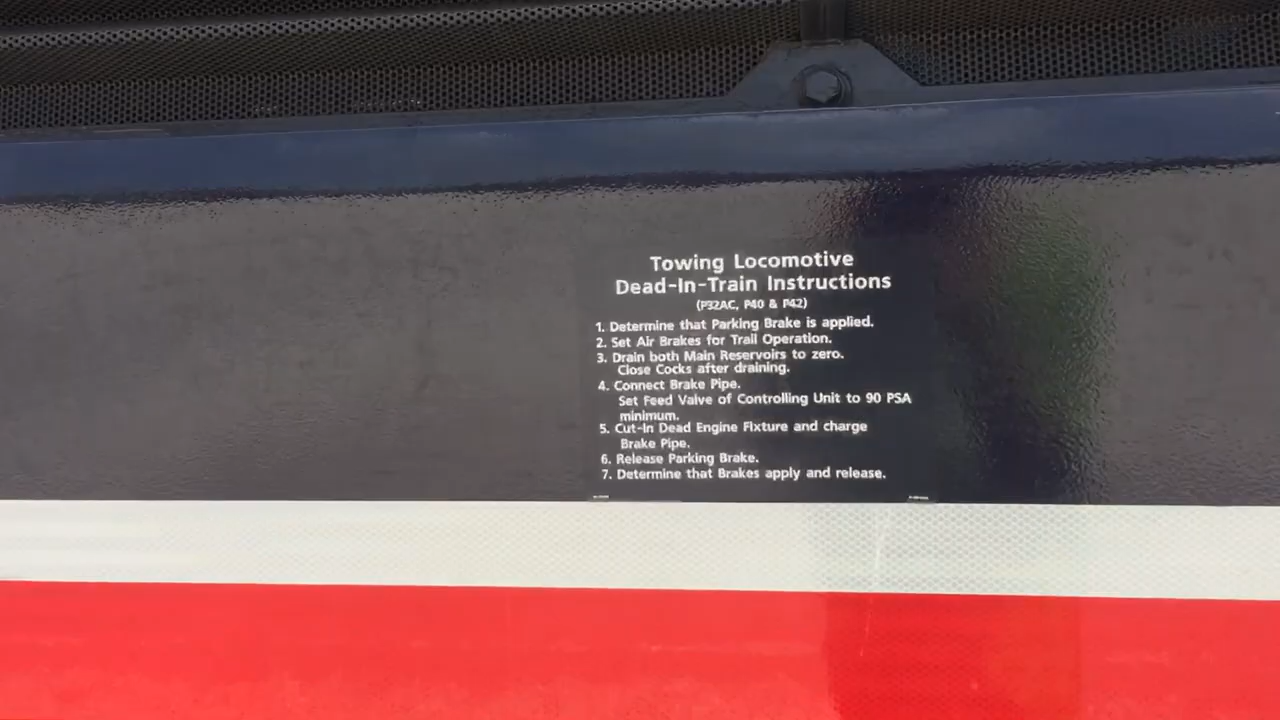 Towing Locomotive
Dead-In-Train Instructions
(P32AC, P40 & P42)
1. Determine that Parking Brake is applied.
2. Set Air Brakes for Trail Operation.
3. Drain both Main Reservoirs to zero.
Close Cocks after draining.
4. Connect Brake Pipe.
Set Feed Valve of Controlling Unit to 90 PSA
minimum.
5. Cut-In Dead Engine Fixture and charge
Brake Pipe.
6. Release Parking Brake.
7. Determine that Brakes apply and release.